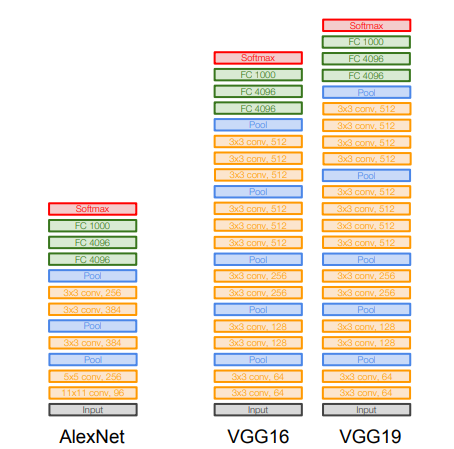 Softmax
FC 1000
FC 4096
FC 4096
Pool
3x3 conv, 256
3x3 conv, 384
Pool
3x3 conv, 384
Pool
5x5 conv, 256
11x11 conv, 96
Input
AlexNet
Softmax
FC 1000
FC 4096
FC 4096
Pool
3x3 conv, 512
3x3 conv, 512
3x3 conv, 512
Pool
3x3 conv, 512
3x3 conv, 512
3x3 conv, 512
Pool
3x3 conv, 256
3x3 conv, 256
Pool
3x3 conv, 128
3x3 conv, 128
Pool
3x3 conv, 64
3x3 conv, 64
Input
VGG16
Softmax
FC 1000
FC 4096
FC 4096
Pool
3x3 conv, 512
3x3 conv, 512
3x3 conv, 512
3x3 conv, 512
Pool
3x3 conv, 512
3x3 conv, 512
3x3 conv, 512
3x3 conv, 512
Pool
3x3 conv, 256
3x3 conv, 256
Pool
3x3 conv, 128
3x3 conv, 128
Pool
3x3 conv, 64
3x3 conv, 64
Input
VGG19